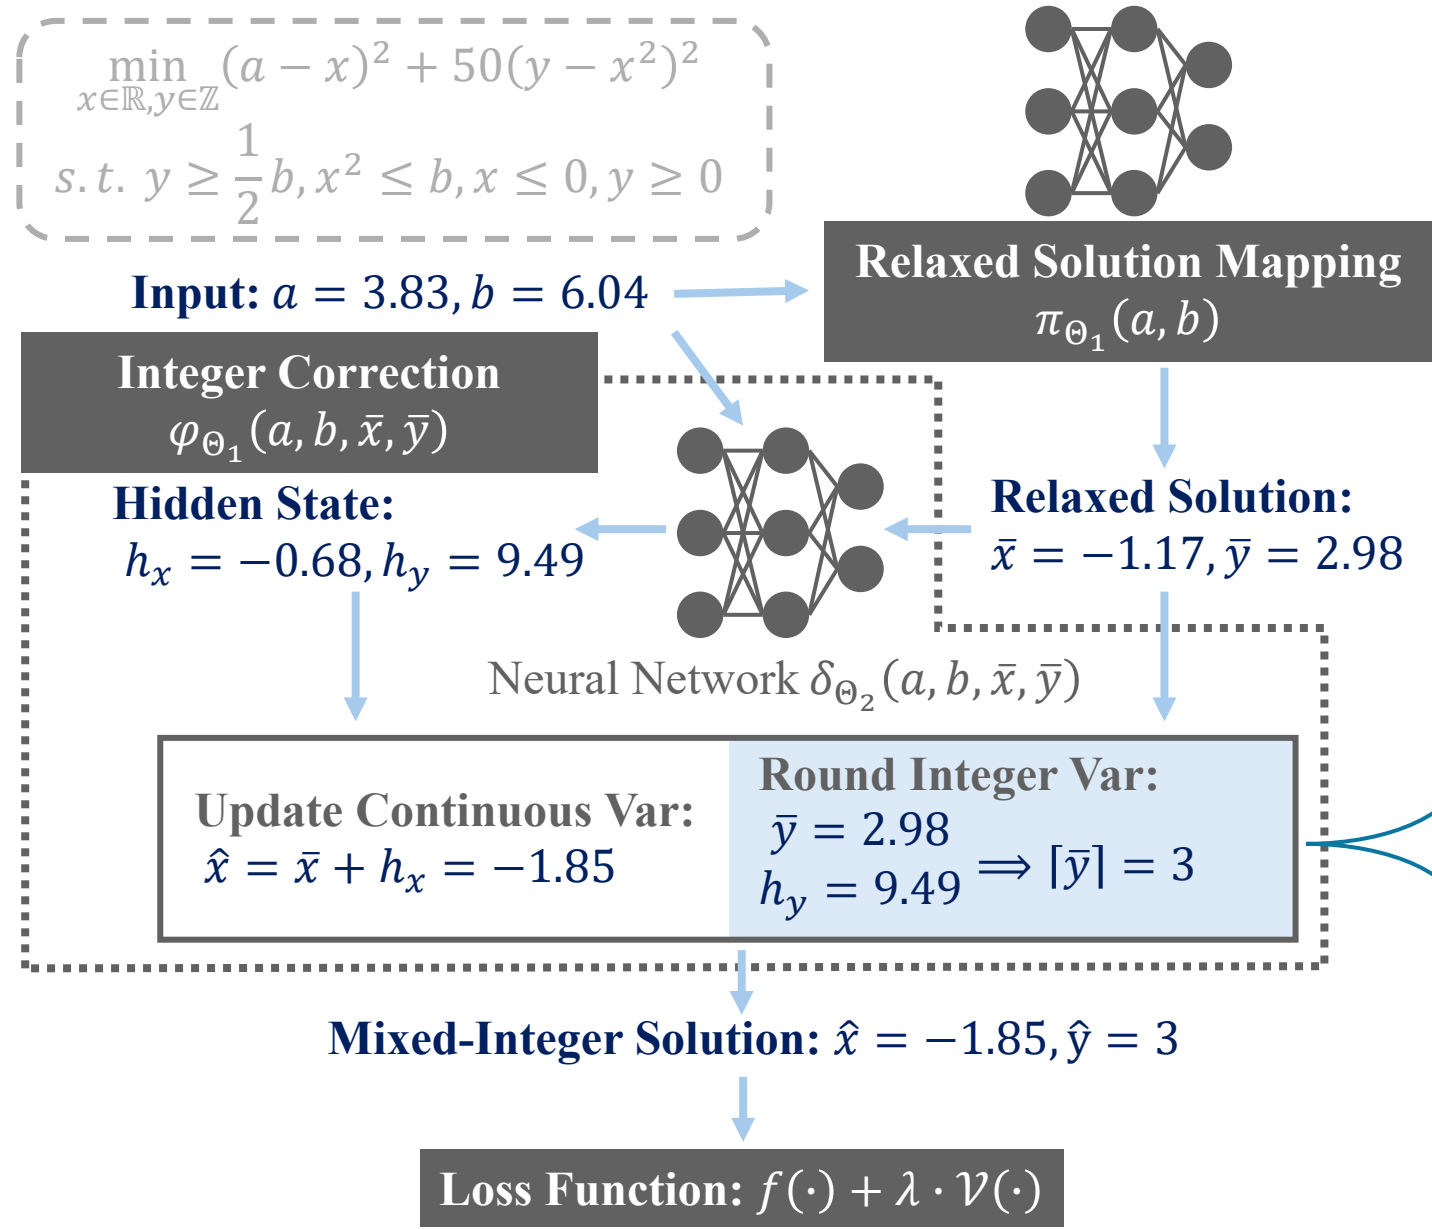 min (a − x)² + 50(y − x²)²
x∈ℝ,y∈ℤ
s.t. y ≥ 1/2 b, x² ≤ b, x ≤ 0, y ≥ 0
Input: a = 3.83, b = 6.04
Relaxed Solution Mapping
π_Θ₁(a, b)
Integer Correction
φ_Θ₁(a, b, x̄, ȳ)
Hidden State:
hₓ = −0.68, h_y = 9.49
Relaxed Solution:
x̄ = −1.17, ȳ = 2.98
Neural Network δ_Θ₂(a, b, x̄, ȳ)
Update Continuous Var:
x̂ = x̄ + hₓ = −1.85
Round Integer Var:
ȳ = 2.98
h_y = 9.49 ⟹ ⌈ȳ⌉ = 3
Mixed-Integer Solution: x̂ = −1.85, ŷ = 3
Loss Function: f(·) + λ · 𝒱(·)